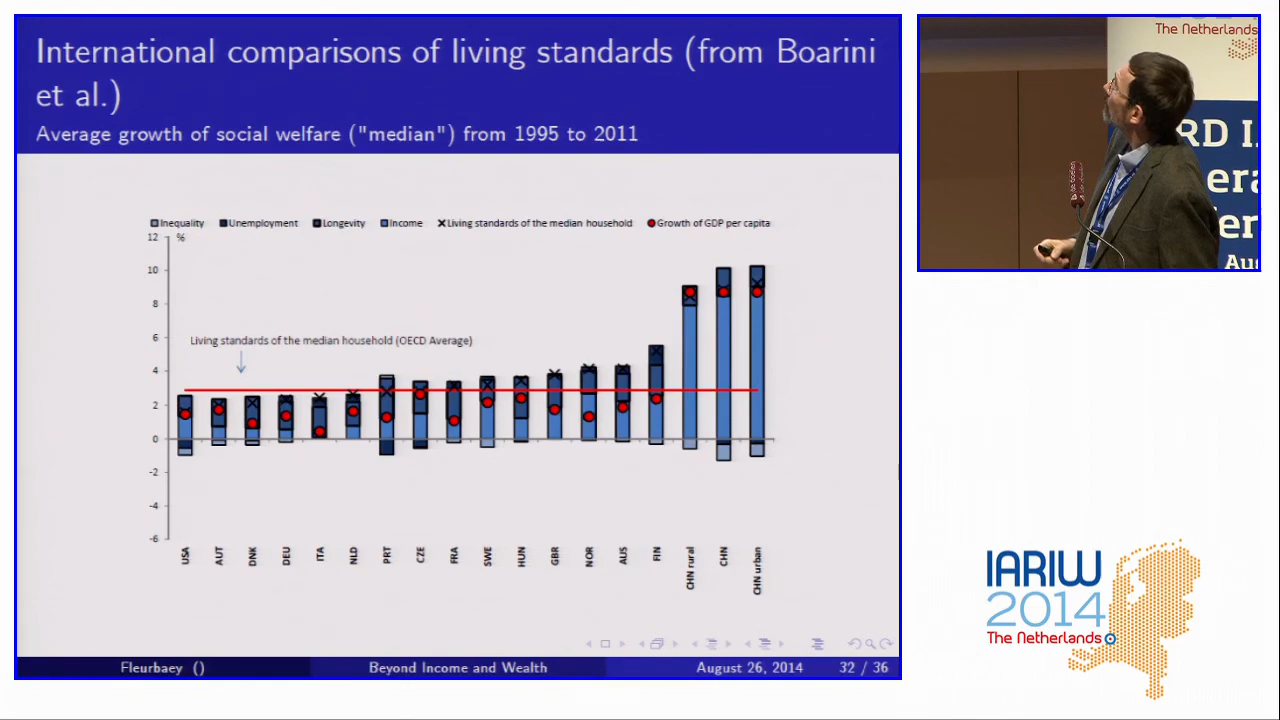 International comparisons of living standards (from Boarini
et al.)
Average growth of social welfare ("median") from 1995 to 2011
Inequality Unemployment Longevity Income Living standards of the median household Growth of GDP per capita
12 %
10
8
6
Living standards of the median household (OECD Average)
4
2
0
-2
-4
-6
USA AUT DNK DEU ITA NLD PRT CZE FRA SWE HUN GBR NOR AUS FIN CHN rural CHN CHN urban
Fleurbaey () Beyond Income and Wealth August 26, 2014 32 / 36
The Netherlands
RD I
era
er
Au
IARIW
2014
The Netherlands